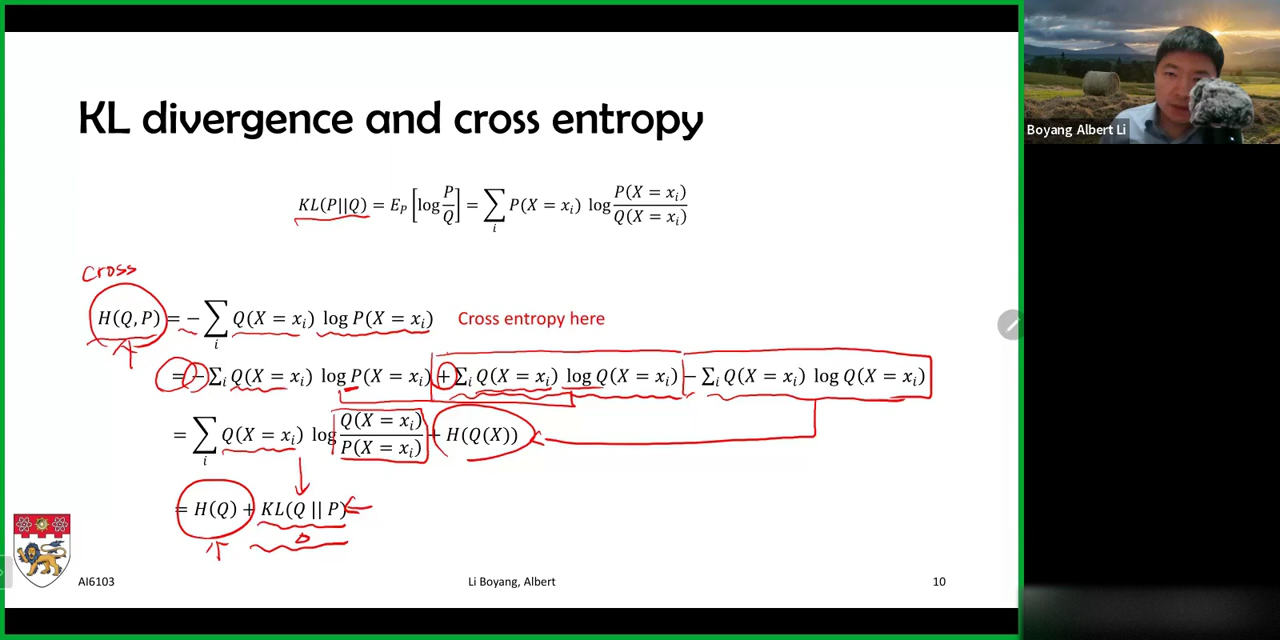 KL divergence and cross entropy
Boyang Albert Li
KL(P||Q) = E_P [log P/Q] = ∑_i P(X = x_i) log P(X = x_i)/Q(X = x_i)
Cross
H(Q, P) = − ∑_i Q(X = x_i) log P(X = x_i) Cross entropy here
= − ∑_i Q(X = x_i) log P(X = x_i) + ∑_i Q(X = x_i) log Q(X = x_i) − ∑_i Q(X = x_i) log Q(X = x_i)
= ∑_i Q(X = x_i) log Q(X = x_i)/P(X = x_i) + H(Q(X))
= H(Q) + KL(Q || P)
AI6103 Li Boyang, Albert 10